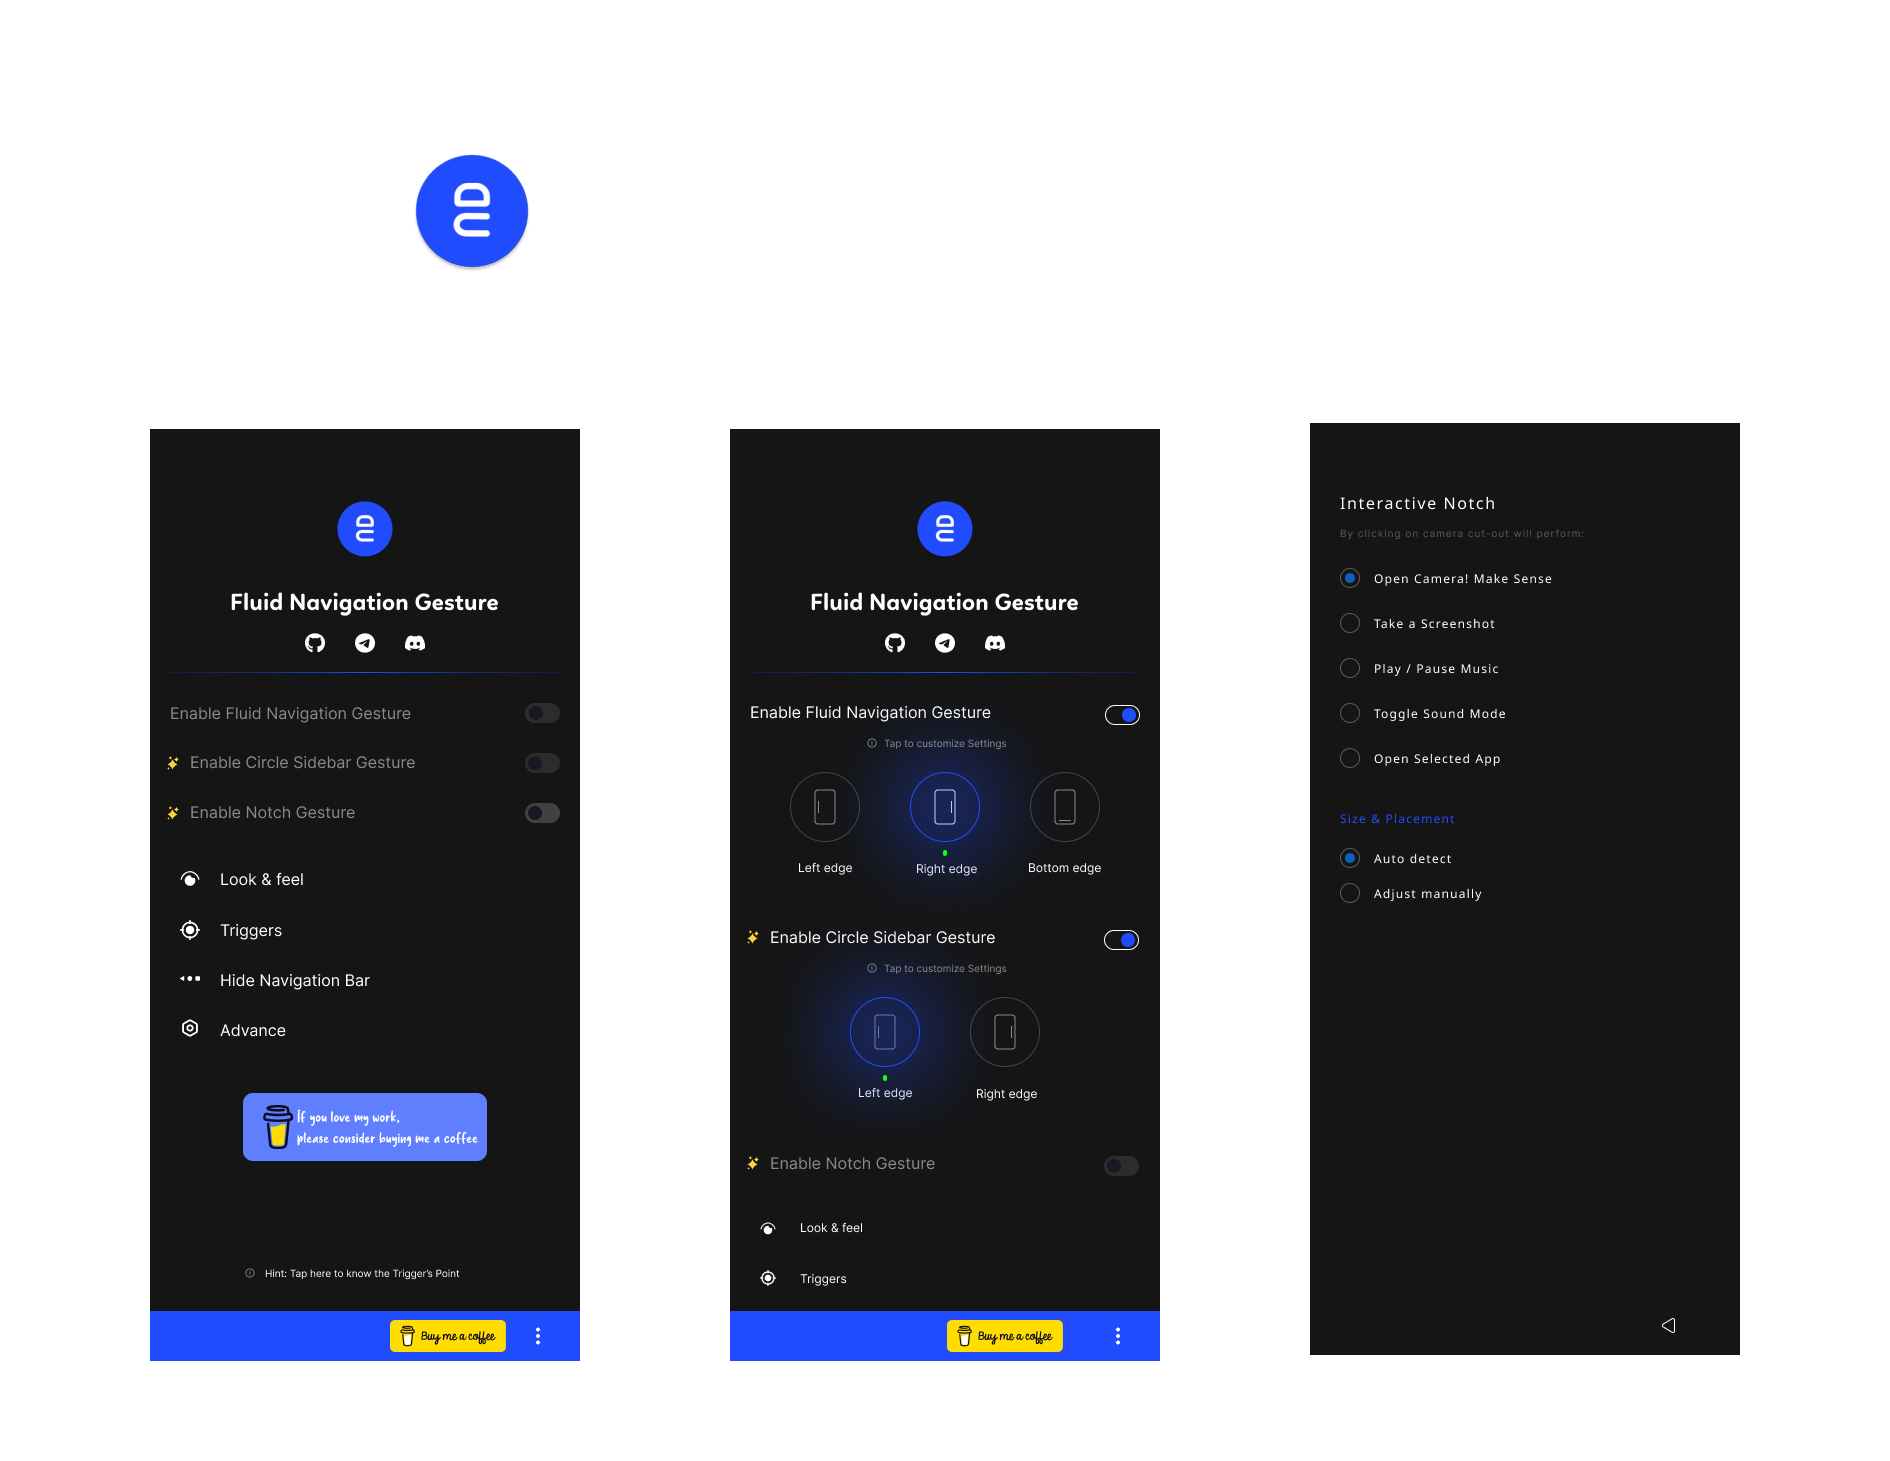 Fluid Navigation Gesture
Enable Fluid Navigation Gesture
Enable Circle Sidebar Gesture
Enable Notch Gesture
Look & feel
Triggers
Hide Navigation Bar
Advance
If you love my work,
please consider buying me a coffee
Hint: Tap here to know the Trigger's Point
Buy me a coffee
Fluid Navigation Gesture
Enable Fluid Navigation Gesture
Tap to customize Settings
Left edge
Right edge
Bottom edge
Enable Circle Sidebar Gesture
Tap to customize Settings
Left edge
Right edge
Enable Notch Gesture
Look & feel
Triggers
Buy me a coffee
Interactive Notch
By clicking on camera cut-out will perform:
Open Camera! Make Sense
Take a Screenshot
Play / Pause Music
Toggle Sound Mode
Open Selected App
Size & Placement
Auto detect
Adjust manually